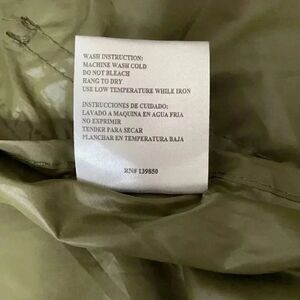 WASH INSTRUCTION:
MACHINE WASH COLD
DO NOT BLEACH
HANG TO DRY
USE LOW TEMPERATURE WHILE IRON
INSTRUCCIONES DE CUIDADO:
LAVADO A MAQUINA EN AGUA FRIA
NO EXPRIMIR
TENDER PARA SECAR
PLANCHAR EN TEMPERATURA BAJA
RN# 139850